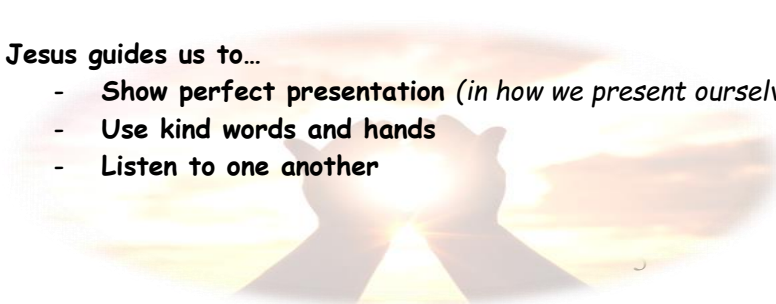 Jesus guides us to…
- Show perfect presentation (in how we present
- Use kind words and hands
- Listen to one another